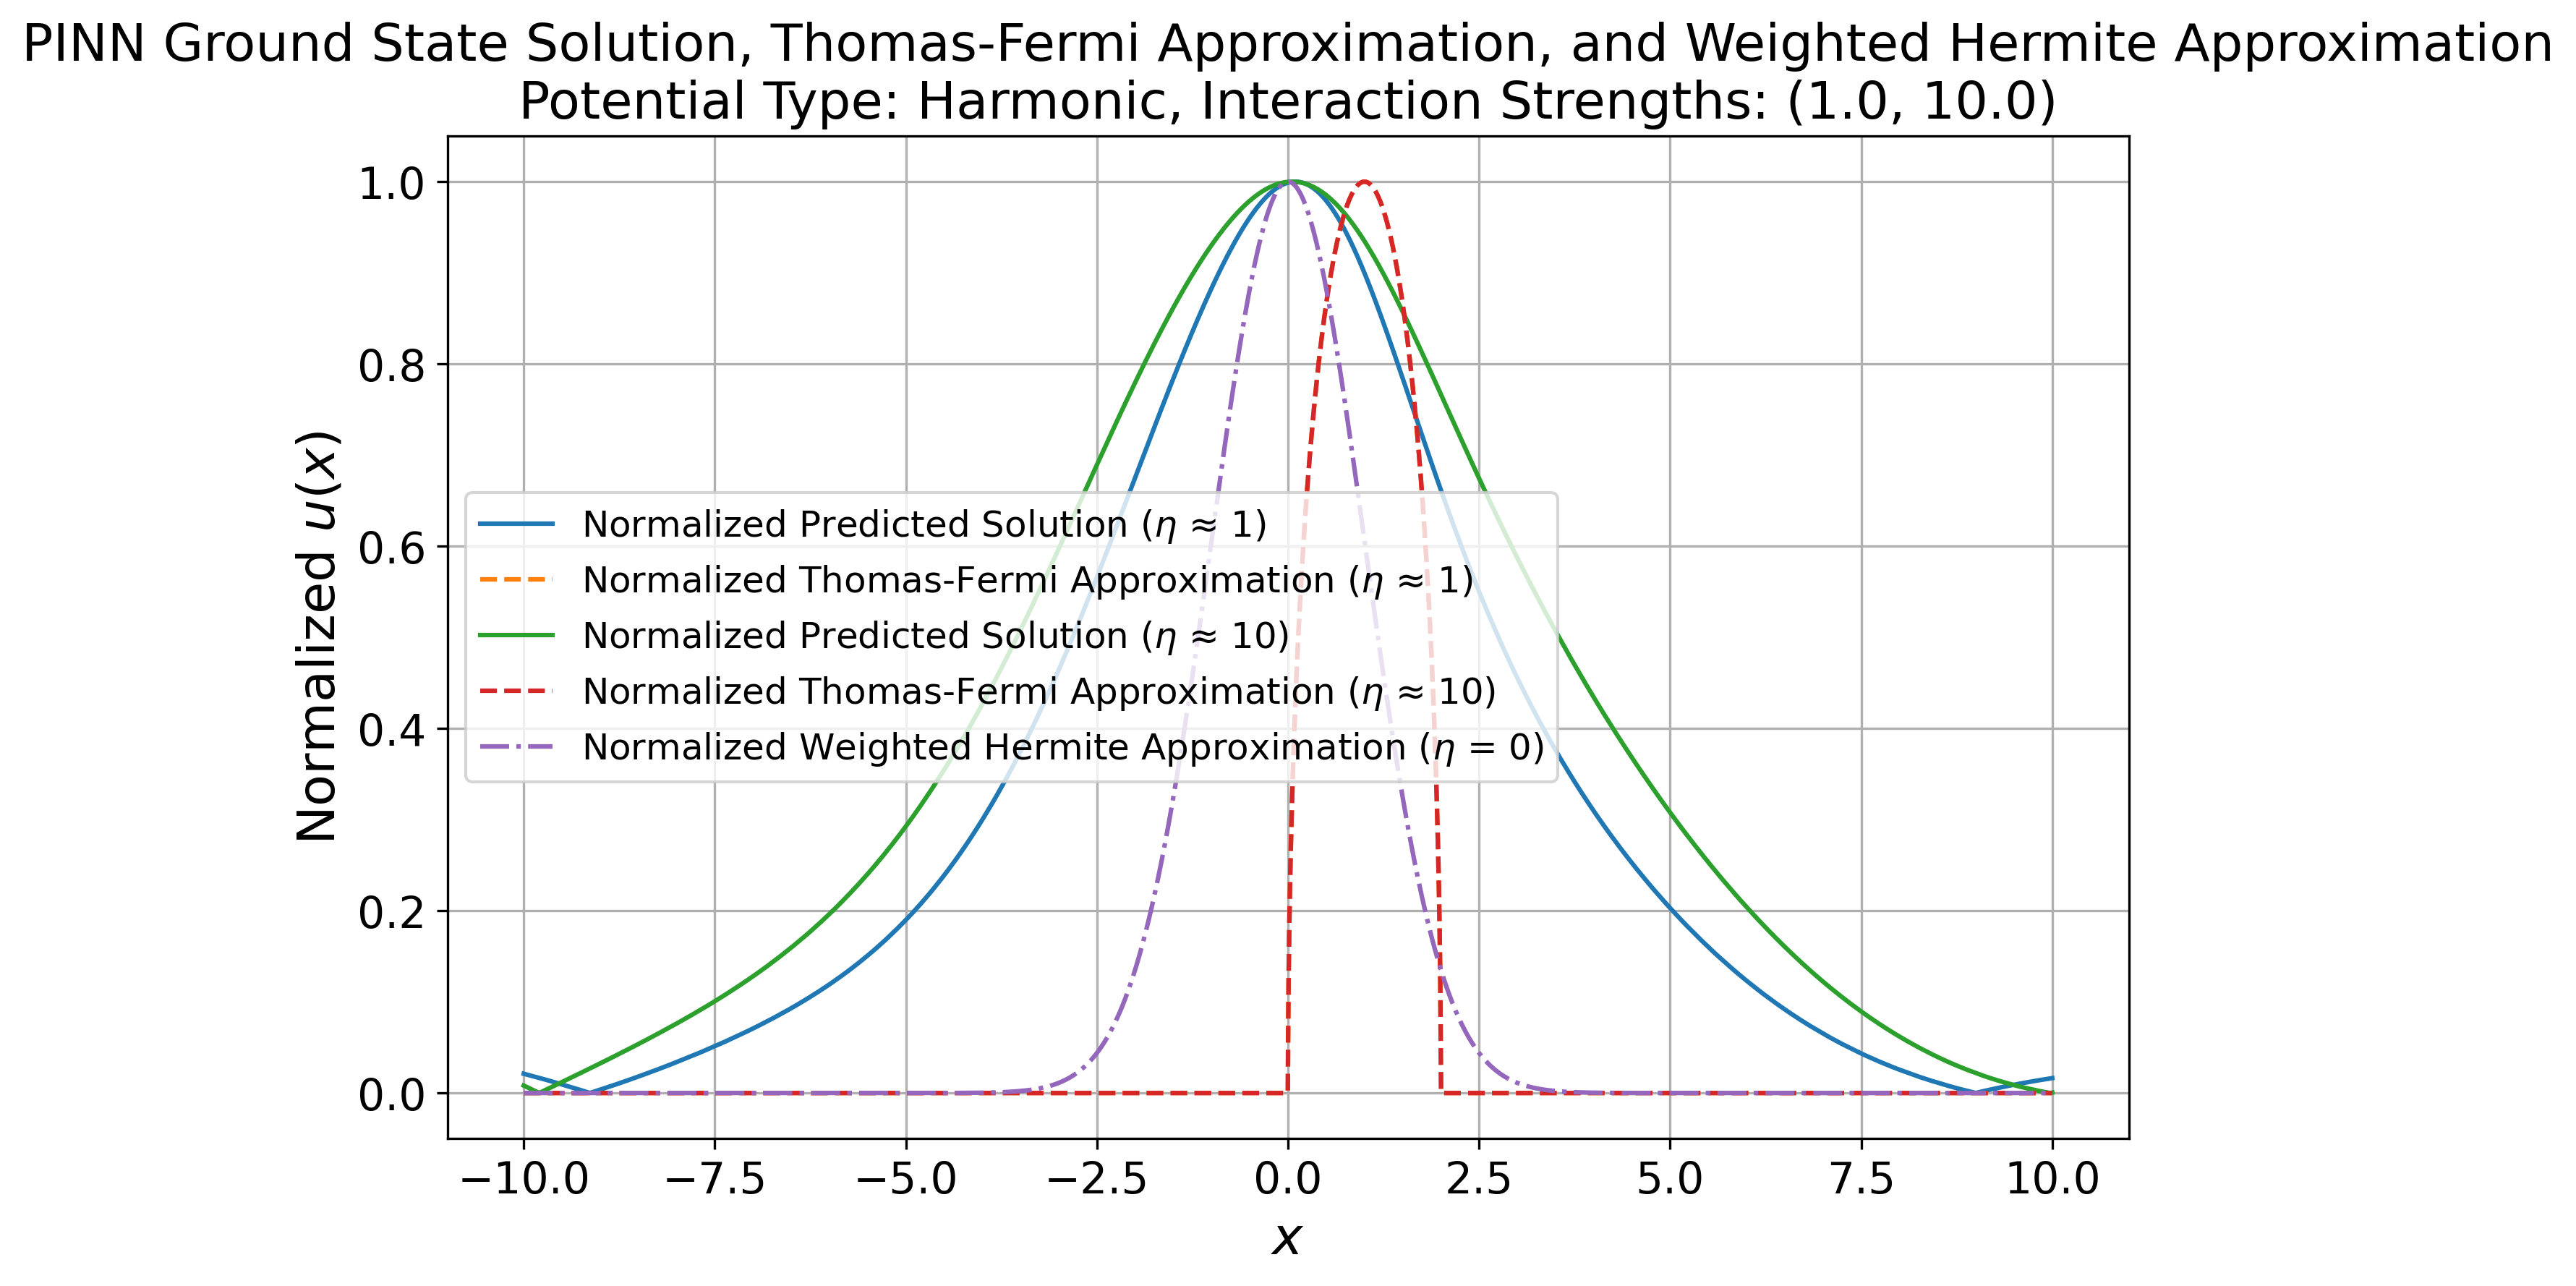 PINN Ground State Solution, Thomas-Fermi Approximation, and Weighted Hermite Approximation
Potential Type: Harmonic, Interaction Strengths: (1.0, 10.0)
1.0
0.8
0.6
0.4
0.2
0.0
Normalized u(x)
Normalized Predicted Solution (η ≈ 1)
Normalized Thomas-Fermi Approximation (η ≈ 1)
Normalized Predicted Solution (η ≈ 10)
Normalized Thomas-Fermi Approximation (η ≈ 10)
Normalized Weighted Hermite Approximation (η = 0)
−10.0 −7.5 −5.0 −2.5 0.0 2.5 5.0 7.5 10.0
x